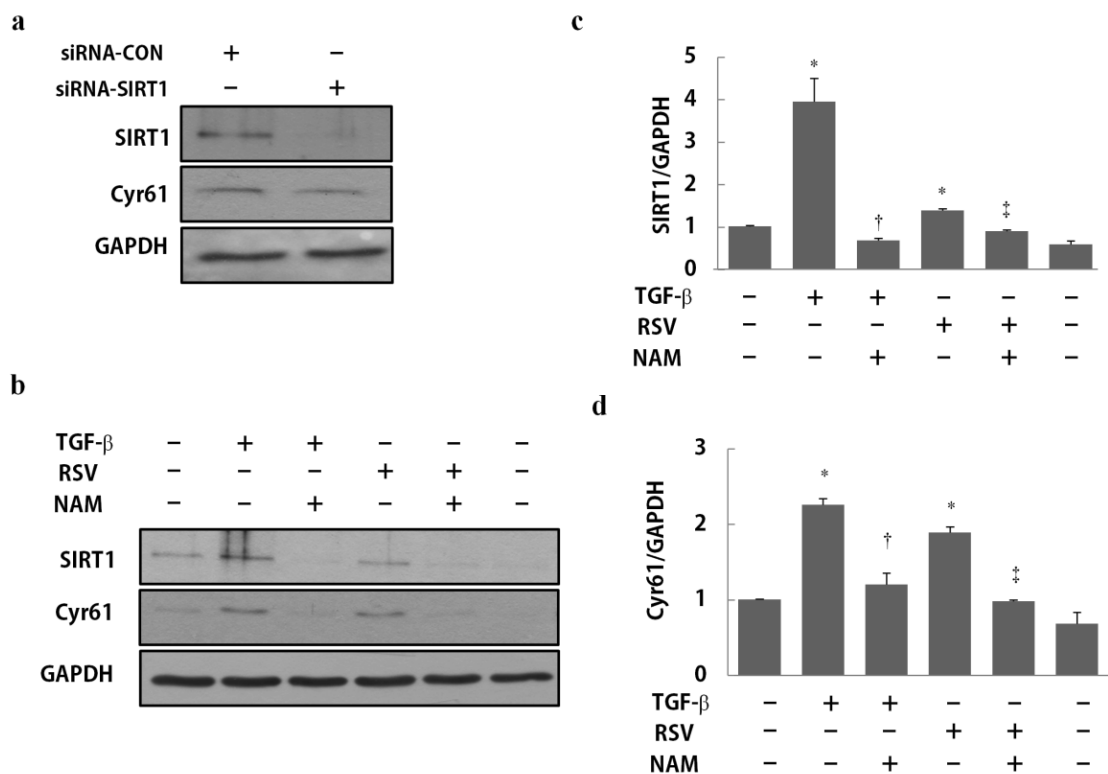 a
siRNA-CON + –
siRNA-SIRT1 – +
SIRT1
Cyr61
GAPDH
b
TGF-β – + + – – –
RSV – – – + + –
NAM – – + – + –
SIRT1
Cyr61
GAPDH
c
SIRT1/GAPDH
5
4
3
2
1
0
* † * ‡
TGF-β – + + – – –
RSV – – – + + –
NAM – – + – + –
d
Cyr61/GAPDH
3
2
1
0
* † * ‡
TGF-β – + + – – –
RSV – – – + + –
NAM – – + – + –